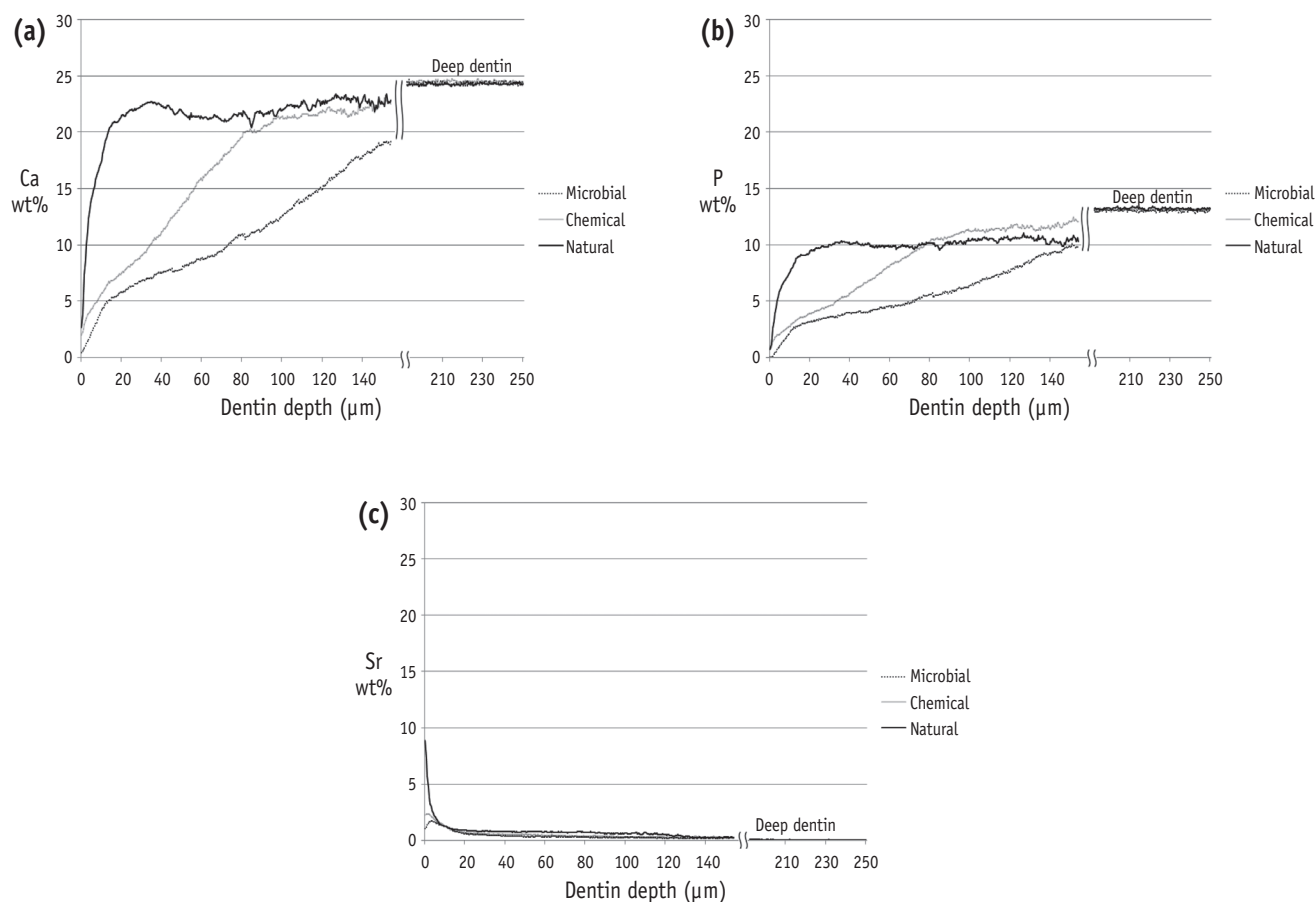 (a)
30
25
20
15
10
5
0
Ca
wt%
Deep dentin
Microbial
Chemical
Natural
0 20 40 60 80 100 120 140 210 230 250
Dentin depth (µm)
(b)
30
25
20
15
10
5
0
P
wt%
Deep dentin
Microbial
Chemical
Natural
0 20 40 60 80 100 120 140 210 230 250
Dentin depth (µm)
(c)
30
25
20
15
10
5
0
Sr
wt%
Deep dentin
Microbial
Chemical
Natural
0 20 40 60 80 100 120 140 210 230 250
Dentin depth (µm)